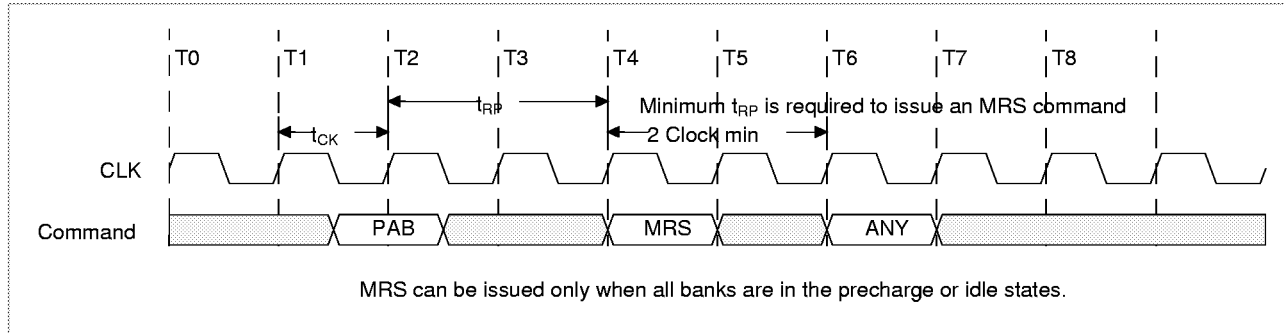 T0 T1 T2 T3 T4 T5 T6 T7 T8
tRP Minimum tRP is required to issue an MRS command
tCK 2 Clock min
CLK
Command PAB MRS ANY
MRS can be issued only when all banks are in the precharge or idle states.